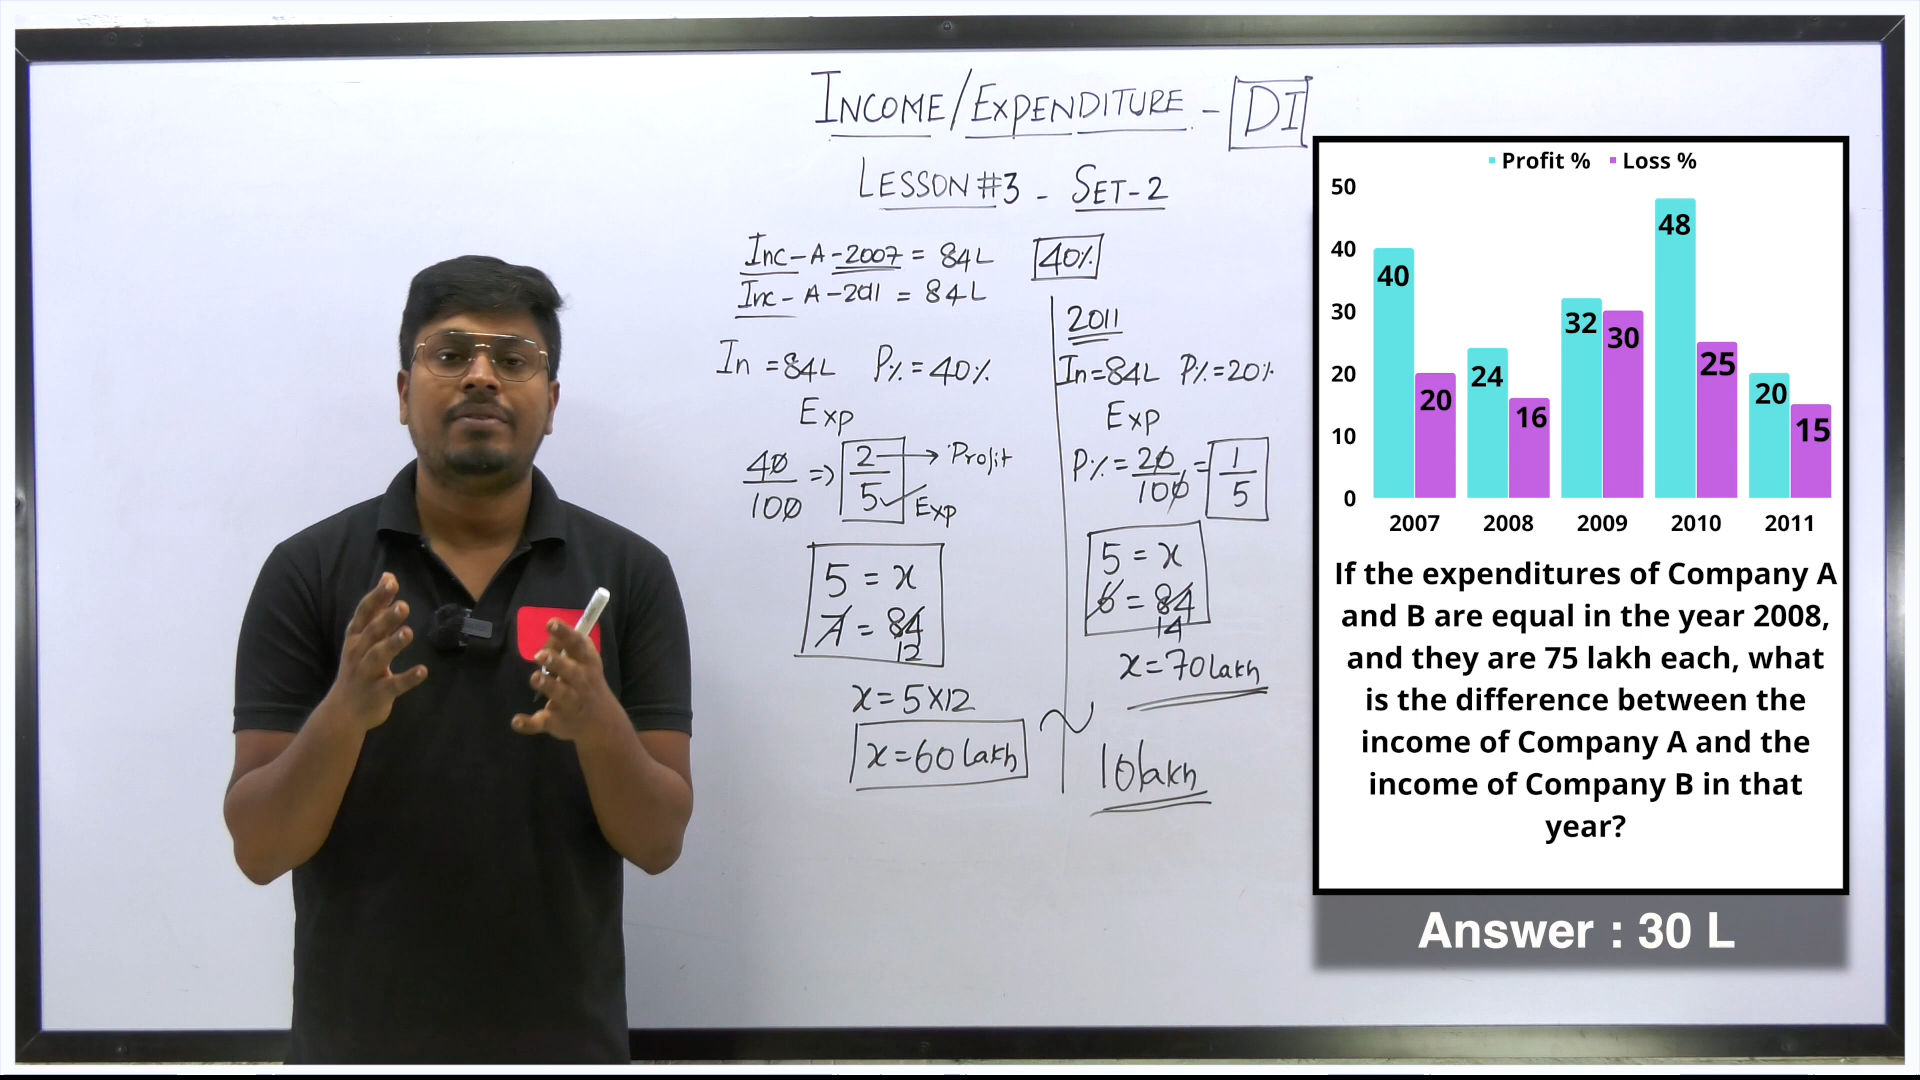 INCOME/EXPENDITURE - DI
LESSON #3 - SET-2
Inc-A-2007 = 84L 40%
Inc-A-2011 = 84L
In = 84L P% = 40%
Exp
40/100 => 2/5 → Profit
Exp
5 = x
7 = 84
12
x = 5X12
x = 60 Lakh
2011
In=84L P%=20%
Exp
P% = 20/100 = 1/5
5 = x
6 = 84
14
x = 70 Lakh
10 lakh
Profit % Loss %
50
40
30
20
10
0
40
20
24
16
32
30
48
25
20
15
2007 2008 2009 2010 2011
If the expenditures of Company A
and B are equal in the year 2008,
and they are 75 lakh each, what
is the difference between the
income of Company A and the
income of Company B in that
year?
Answer : 30 L